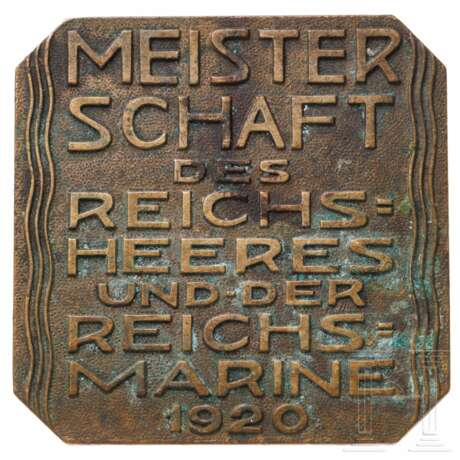 MEISTER
SCHAFT
DES
REICHS=
HEERES
UND·DER
REICHS=
MARINE
1920